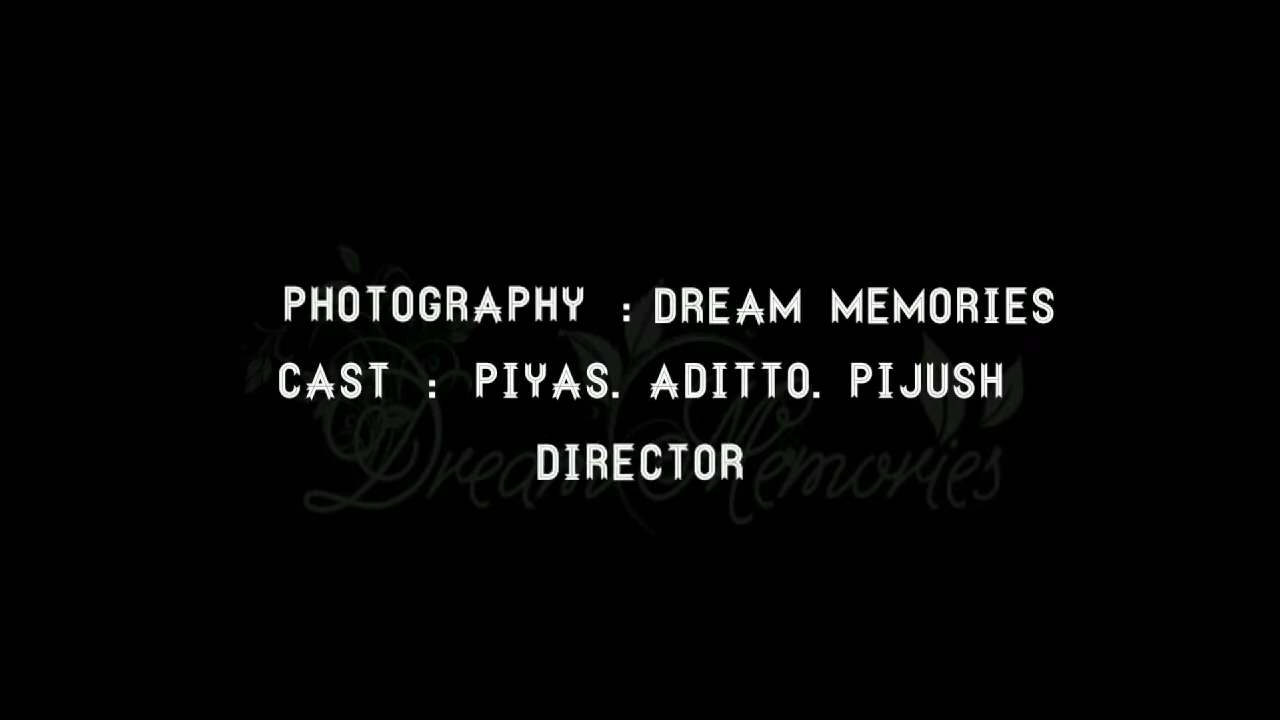 PHOTOGRAPHY : DREAM MEMORIES
CAST : PIYAS. ADITTO. PIJUSH
DIRECTOR
Dream Memories